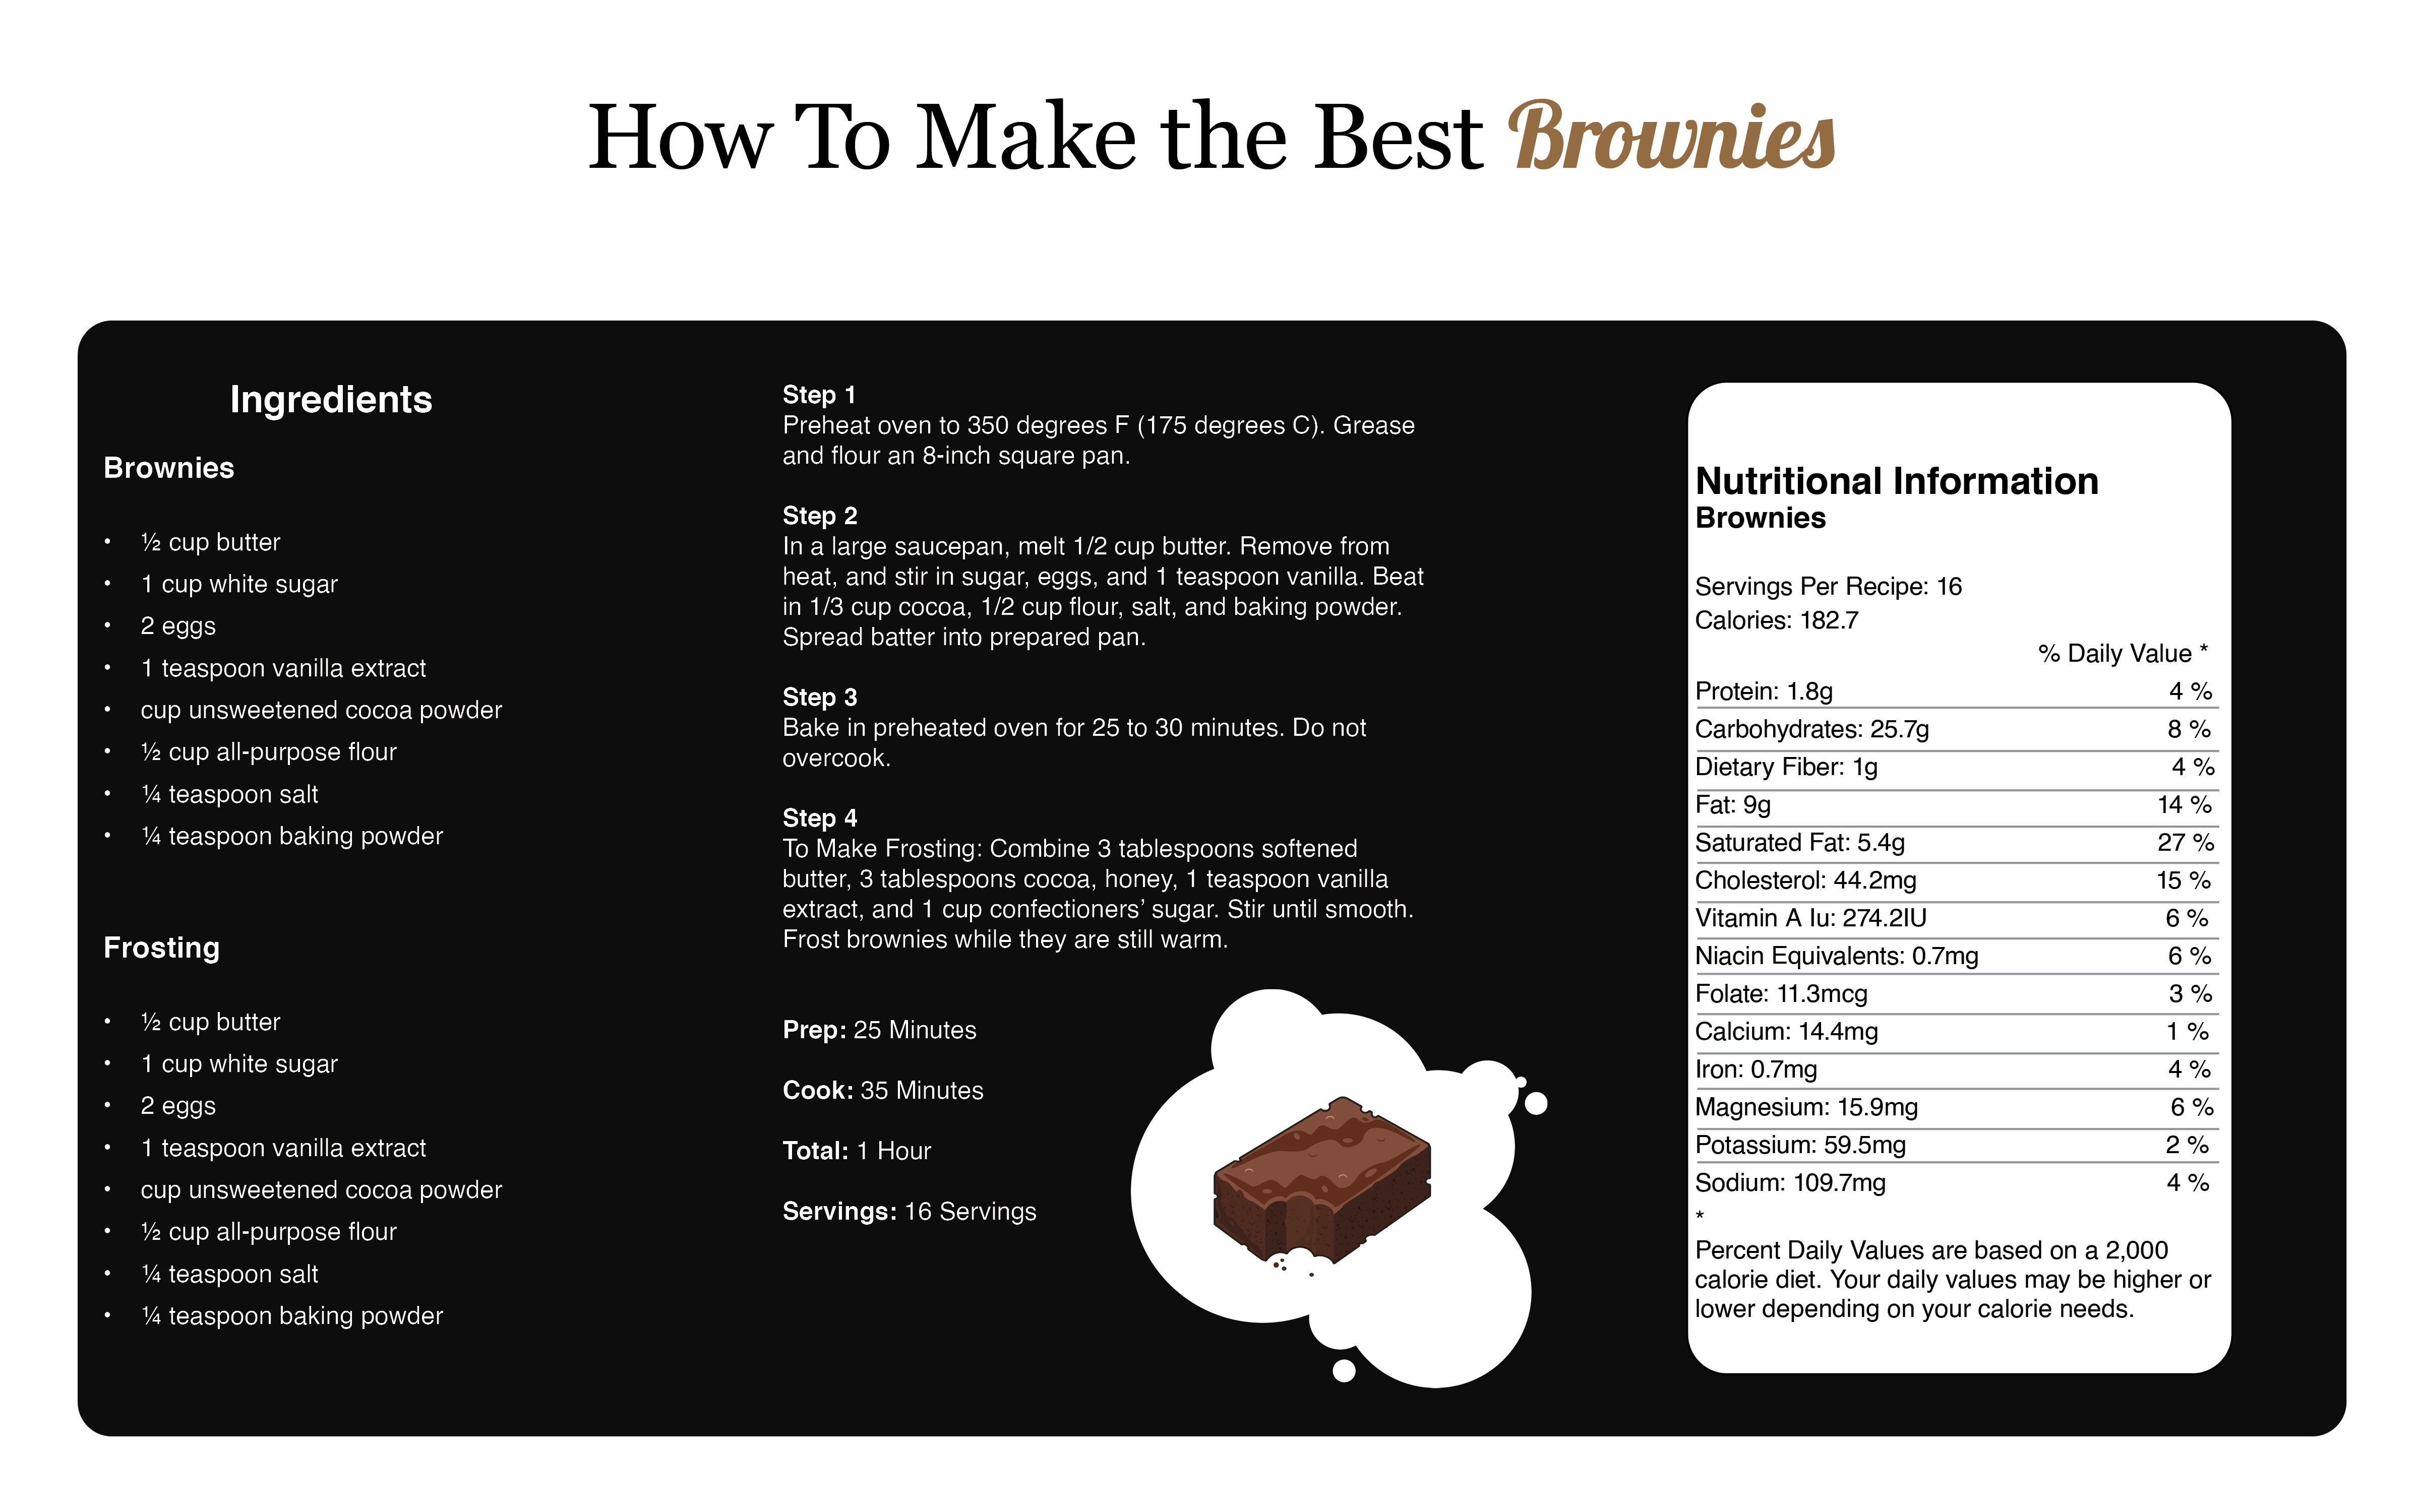 How To Make the Best Brownies
Ingredients
Brownies
• ½ cup butter
• 1 cup white sugar
• 2 eggs
• 1 teaspoon vanilla extract
• cup unsweetened cocoa powder
• ½ cup all-purpose flour
• ¼ teaspoon salt
• ¼ teaspoon baking powder
Frosting
• ½ cup butter
• 1 cup white sugar
• 2 eggs
• 1 teaspoon vanilla extract
• cup unsweetened cocoa powder
• ½ cup all-purpose flour
• ¼ teaspoon salt
• ¼ teaspoon baking powder
Step 1
Preheat oven to 350 degrees F (175 degrees C). Grease
and flour an 8-inch square pan.
Step 2
In a large saucepan, melt 1/2 cup butter. Remove from
heat, and stir in sugar, eggs, and 1 teaspoon vanilla. Beat
in 1/3 cup cocoa, 1/2 cup flour, salt, and baking powder.
Spread batter into prepared pan.
Step 3
Bake in preheated oven for 25 to 30 minutes. Do not
overcook.
Step 4
To Make Frosting: Combine 3 tablespoons softened
butter, 3 tablespoons cocoa, honey, 1 teaspoon vanilla
extract, and 1 cup confectioners’ sugar. Stir until smooth.
Frost brownies while they are still warm.
Prep: 25 Minutes
Cook: 35 Minutes
Total: 1 Hour
Servings: 16 Servings
Nutritional Information
Brownies
Servings Per Recipe: 16
Calories: 182.7
% Daily Value *
Protein: 1.8g 4 %
Carbohydrates: 25.7g 8 %
Dietary Fiber: 1g 4 %
Fat: 9g 14 %
Saturated Fat: 5.4g 27 %
Cholesterol: 44.2mg 15 %
Vitamin A Iu: 274.2IU 6 %
Niacin Equivalents: 0.7mg 6 %
Folate: 11.3mcg 3 %
Calcium: 14.4mg 1 %
Iron: 0.7mg 4 %
Magnesium: 15.9mg 6 %
Potassium: 59.5mg 2 %
Sodium: 109.7mg 4 %
*
Percent Daily Values are based on a 2,000
calorie diet. Your daily values may be higher or
lower depending on your calorie needs.